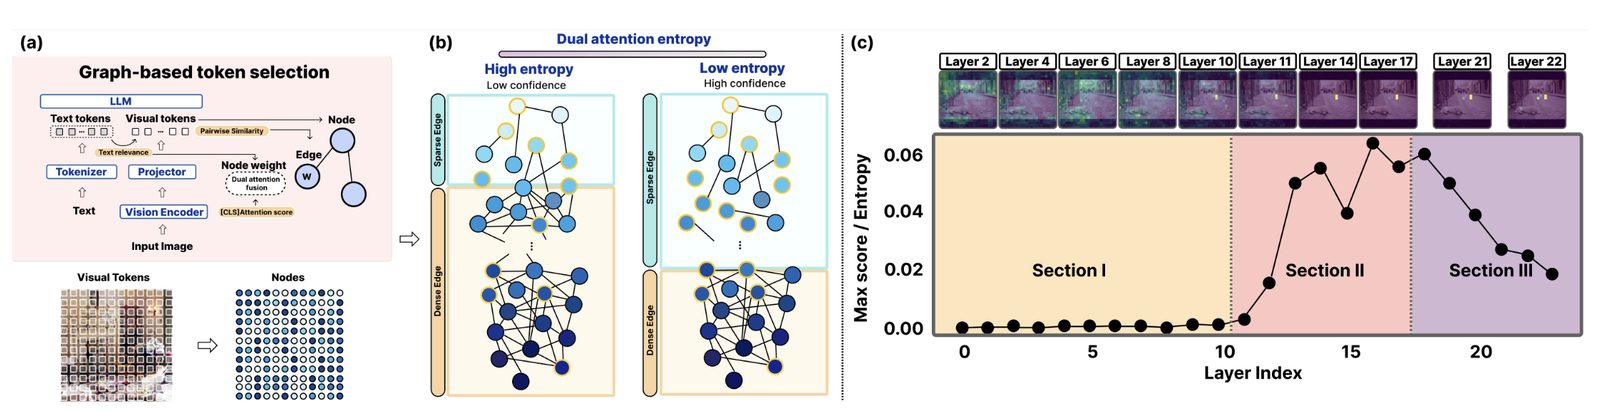 (a)
Graph-based token selection
LLM
Text tokens
Visual tokens
Pairwise Similarity
Node
Text relevance
Edge
w
Node weight
Dual attention
fusion
Tokenizer
Projector
Text
Vision Encoder
[CLS]Attention score
Input Image
Visual Tokens
Nodes
(b)
Dual attention entropy
High entropy
Low confidence
Low entropy
High confidence
Sparse Edge
Dense Edge
Sparse Edge
Dense Edge
(c)
Layer 2
Layer 4
Layer 6
Layer 8
Layer 10
Layer 11
Layer 14
Layer 17
Layer 21
Layer 22
Max score / Entropy
0.06
0.04
0.02
0.00
Section I
Section II
Section III
0
5
10
15
20
Layer Index